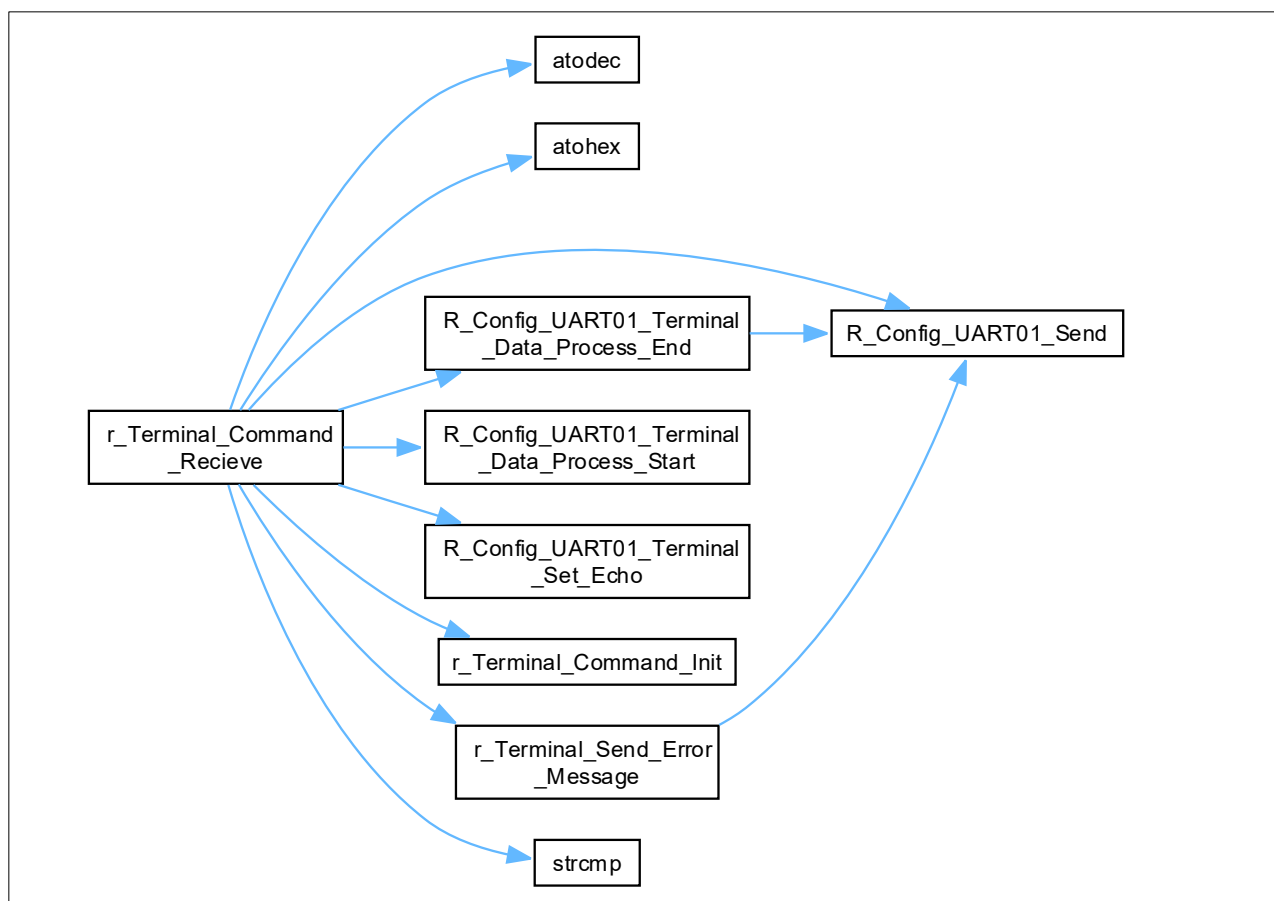 atodec
atohex
R_Config_UART01_Terminal
_Data_Process_End
R_Config_UART01_Send
r_Terminal_Command
_Recieve
R_Config_UART01_Terminal
_Data_Process_Start
R_Config_UART01_Terminal
_Set_Echo
r_Terminal_Command_Init
r_Terminal_Send_Error
_Message
strcmp